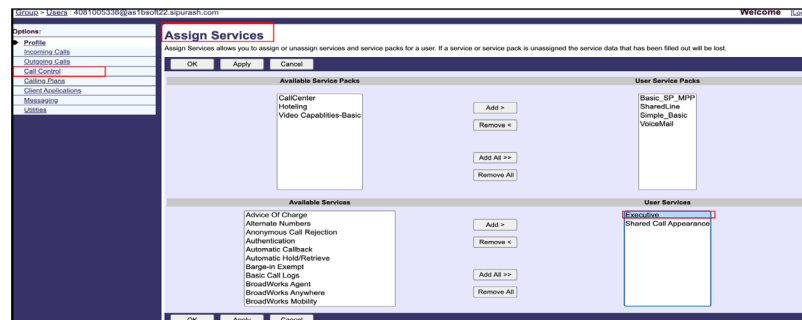 Group > Users : 4081005338@as1bsoft22.sipurash.com
Welcome
Options:
Profile
Incoming Calls
Outgoing Calls
Call Control
Calling Plans
Client Applications
Messaging
Utilities
Assign Services
Assign Services allows you to assign or unassign services and service packs for a user. If a service or service pack is unassigned the service data that has been filled out will be lost.
OK Apply Cancel
Available Service Packs
User Service Packs
CallCenter
Hoteling
Video Capablities-Basic
Add >
Remove <
Add All >>
Remove All
Basic_SP_MPP
SharedLine
Simple_Basic
VoiceMail
Available Services
User Services
Advice Of Charge
Alternate Numbers
Anonymous Call Rejection
Authentication
Automatic Callback
Automatic Hold/Retrieve
Barge-in Exempt
Basic Call Logs
BroadWorks Agent
BroadWorks Anywhere
BroadWorks Mobility
Add >
Remove <
Add All >>
Remove All
Executive
Shared Call Appearance
OK Apply Cancel